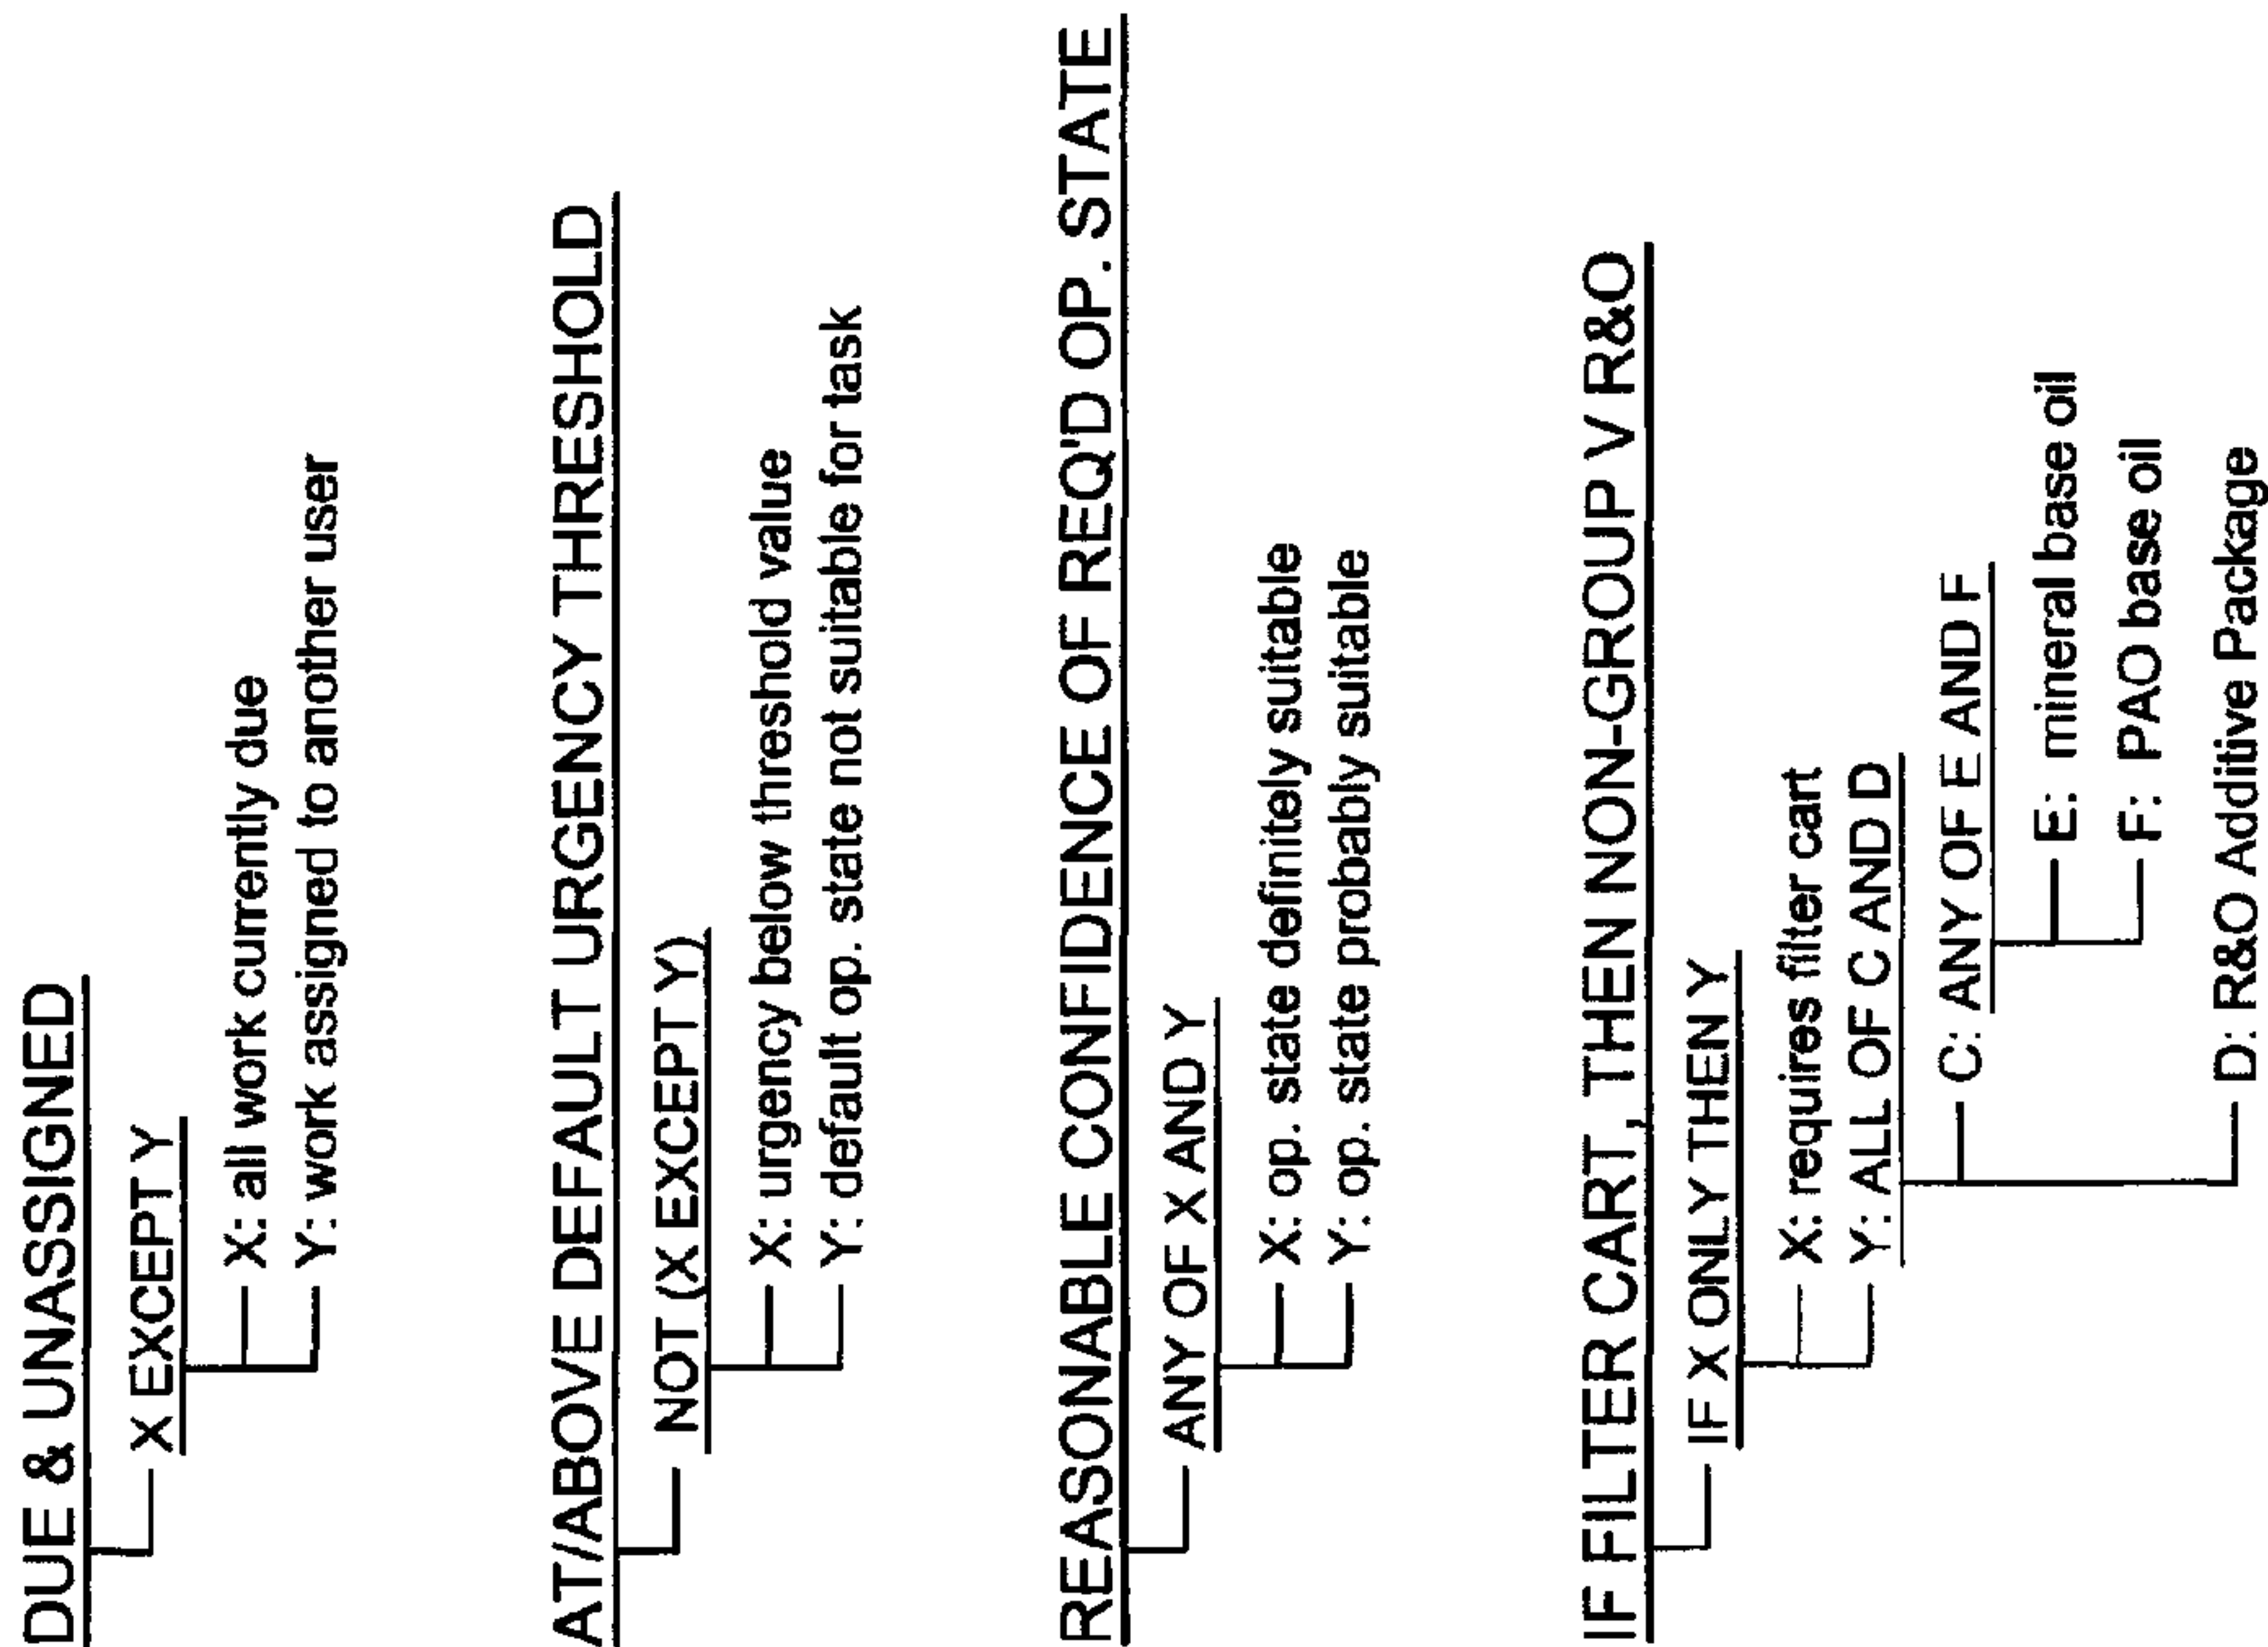 DUE & UNASSIGNED
X EXCEPT Y
X: all work currently due
Y: work assigned to another user
AT/ABOVE DEFAULT URGENCY THRESHOLD
NOT (X EXCEPT Y)
X: urgency below threshold value
Y: default op. state not suitable for task
REASONABLE CONFIDENCE OF REQ'D OP. STATE
ANY OF X AND Y
X: op. state definitely suitable
Y: op. state probably suitable
IF FILTER CART, THEN NON-GROUP V R&O
IF X ONLY THEN Y
X: requires filter cart
Y: ALL OF C AND D
C: ANY OF E AND F
E: mineral base oil
F: PAO base oil
D: R&O Additive Package